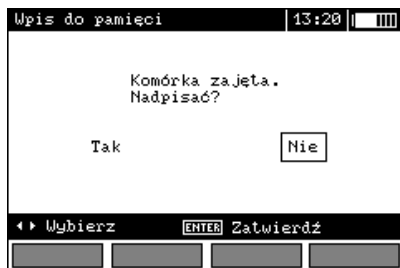 Wpis do pamięci 13:20
Komórka zajęta.
Nadpisać?
Tak Nie
Wybierz ENTER Zatwierdź